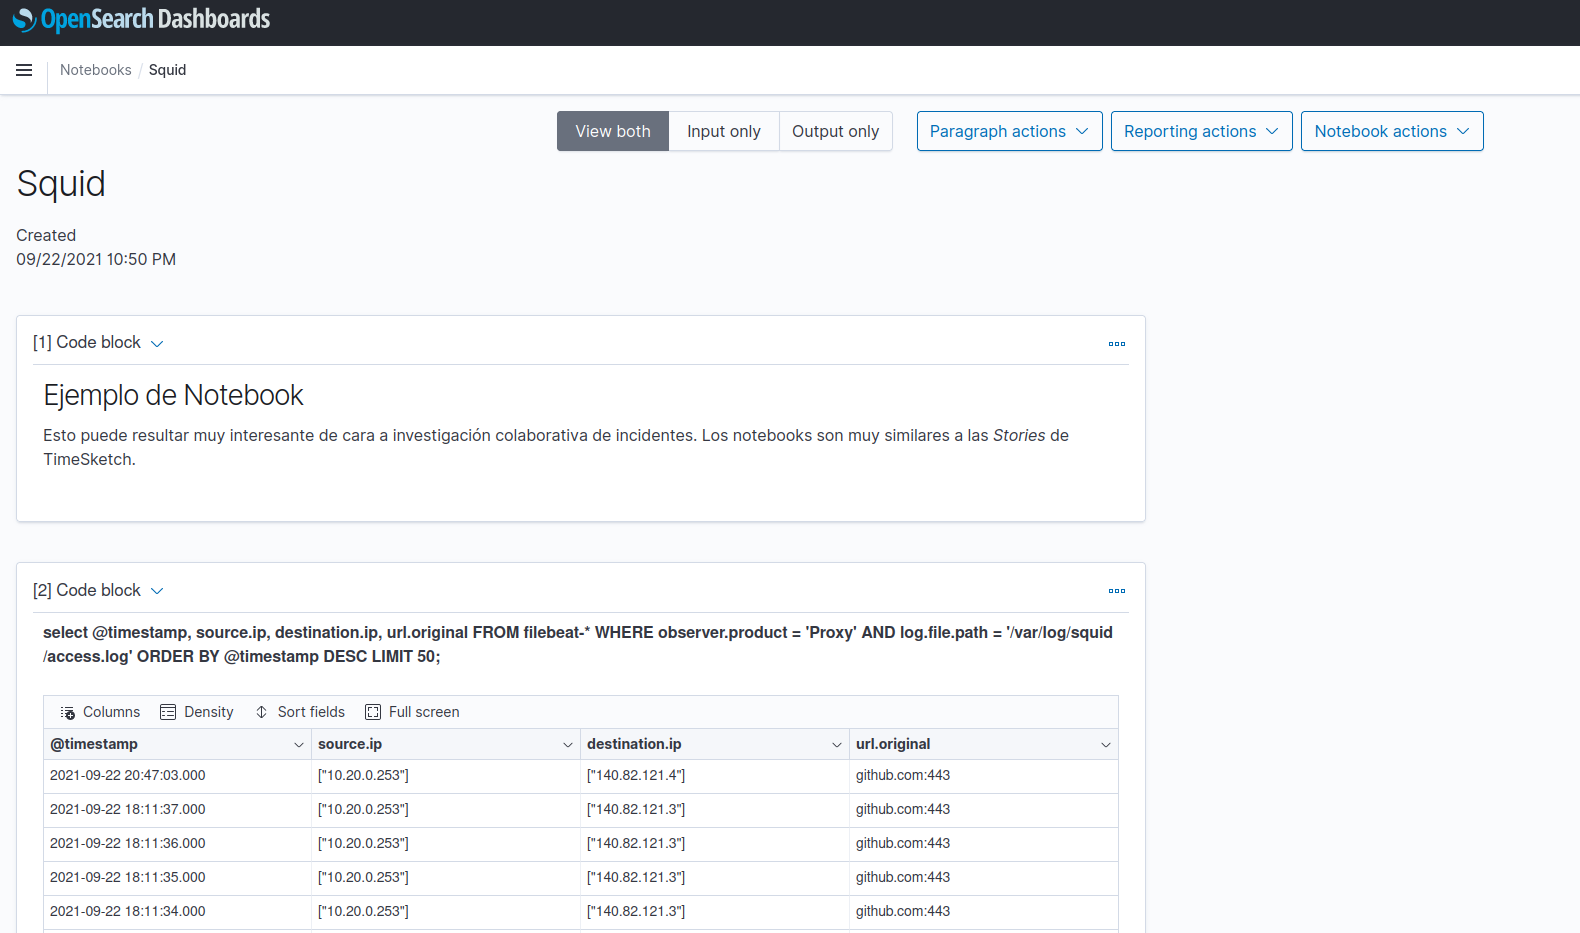 OpenSearch Dashboards
Notebooks / Squid
View both Input only Output only Paragraph actions Reporting actions Notebook actions
Squid
Created
09/22/2021 10:50 PM
[1] Code block
Ejemplo de Notebook
Esto puede resultar muy interesante de cara a investigación colaborativa de incidentes. Los notebooks son muy similares a las Stories de
TimeSketch.
[2] Code block
select @timestamp, source.ip, destination.ip, url.original FROM filebeat-* WHERE observer.product = 'Proxy' AND log.file.path = '/var/log/squid
/access.log' ORDER BY @timestamp DESC LIMIT 50;
Columns Density Sort fields Full screen
@timestamp source.ip destination.ip url.original
2021-09-22 20:47:03.000 ["10.20.0.253"] ["140.82.121.4"] github.com:443
2021-09-22 18:11:37.000 ["10.20.0.253"] ["140.82.121.3"] github.com:443
2021-09-22 18:11:36.000 ["10.20.0.253"] ["140.82.121.3"] github.com:443
2021-09-22 18:11:35.000 ["10.20.0.253"] ["140.82.121.3"] github.com:443
2021-09-22 18:11:34.000 ["10.20.0.253"] ["140.82.121.3"] github.com:443